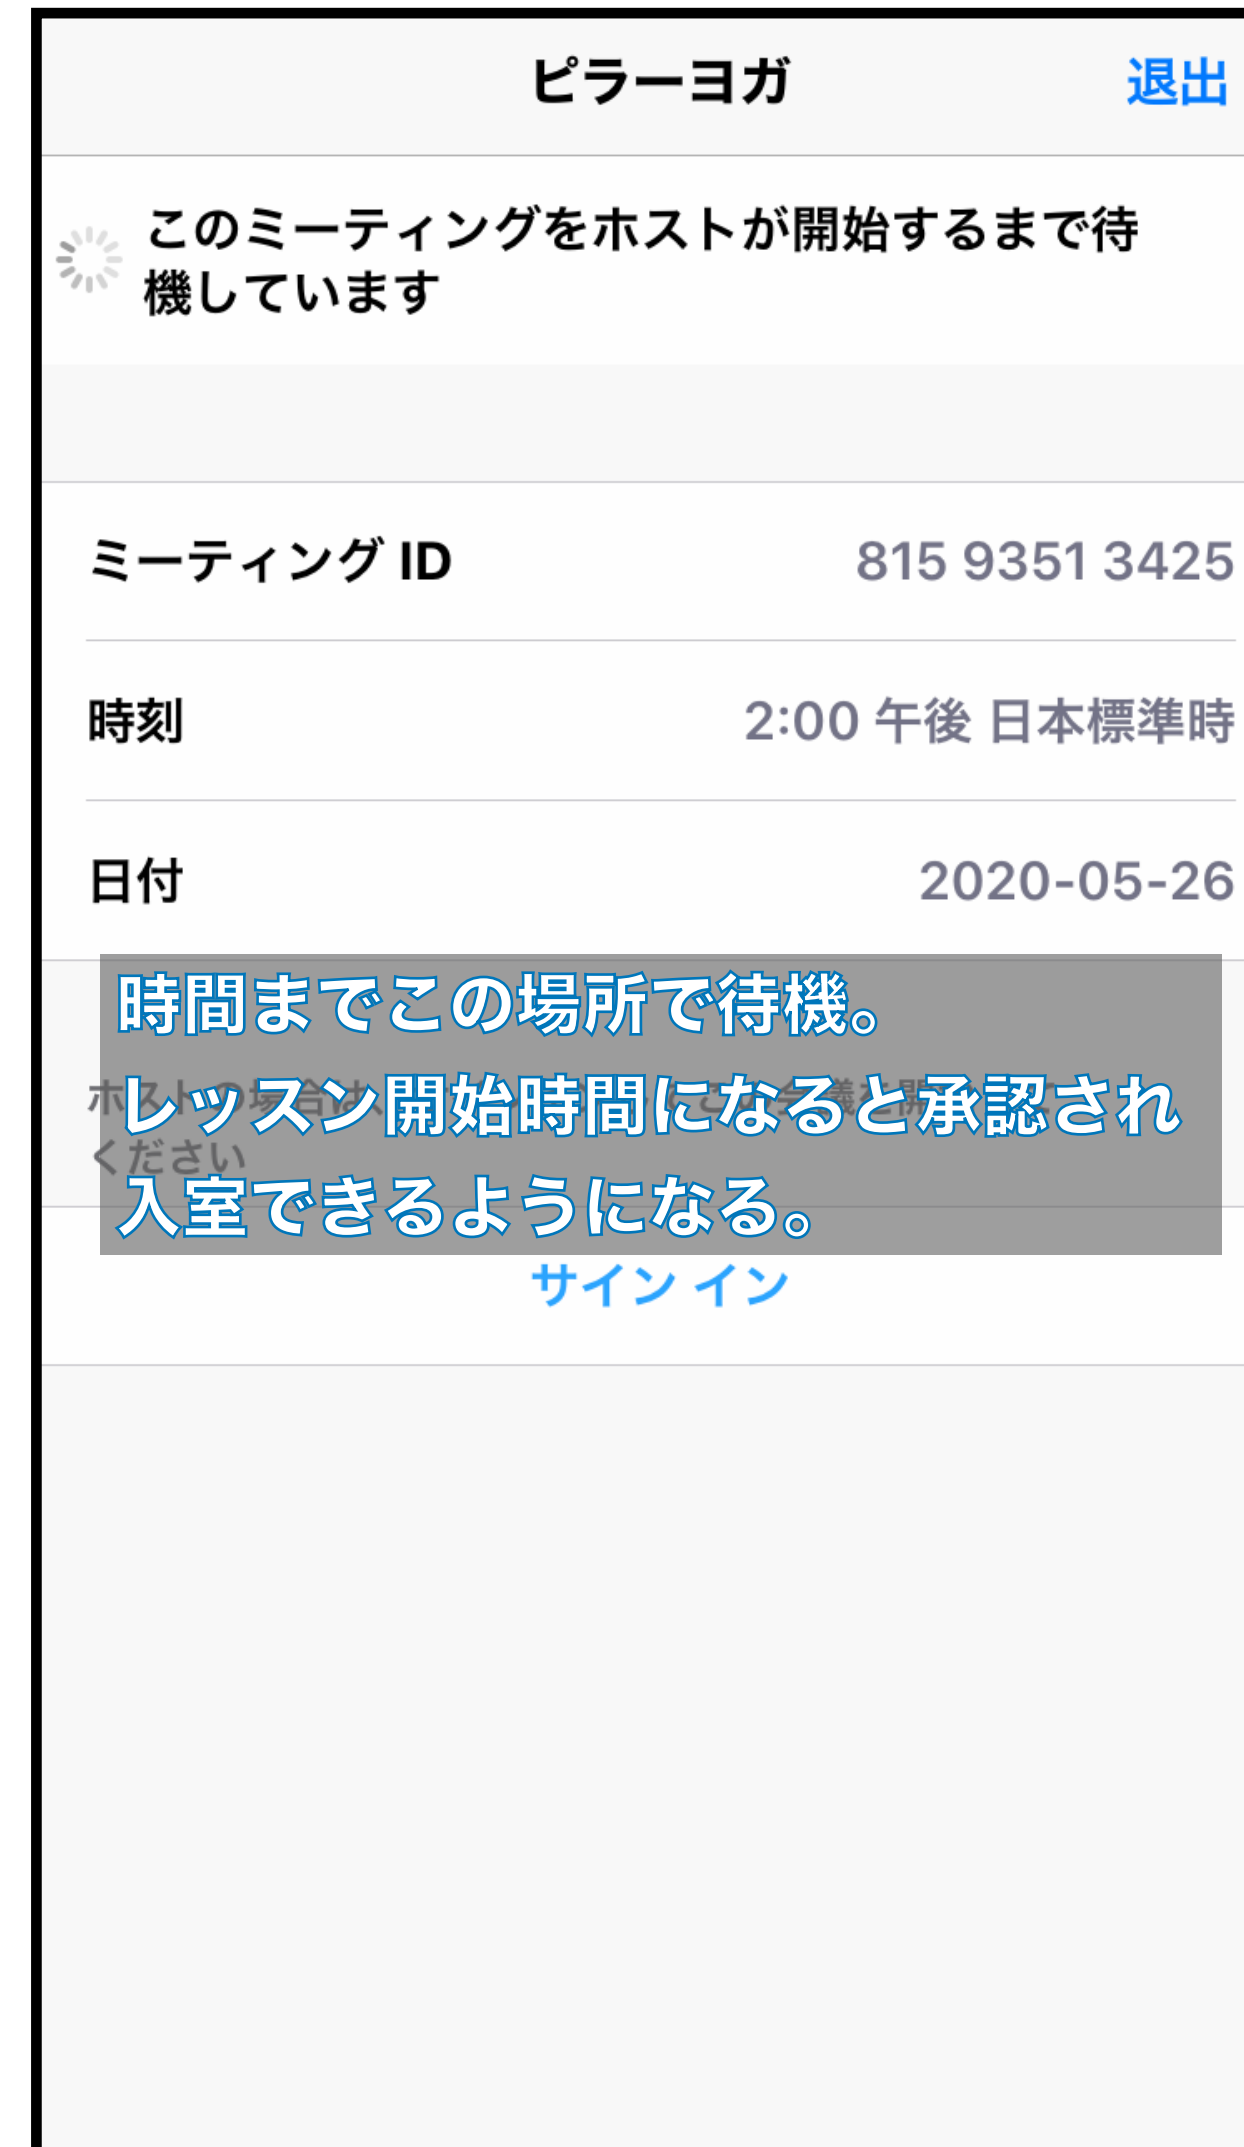 ピラーヨガ 退出
このミーティングをホストが開始するまで待
機しています
ミーティング ID 815 9351 3425
時刻 2:00 午後 日本標準時
日付 2020-05-26
時間までこの場所で待機。
レッスン開始時間になると承認され
ください
入室できるようになる。
サイン イン